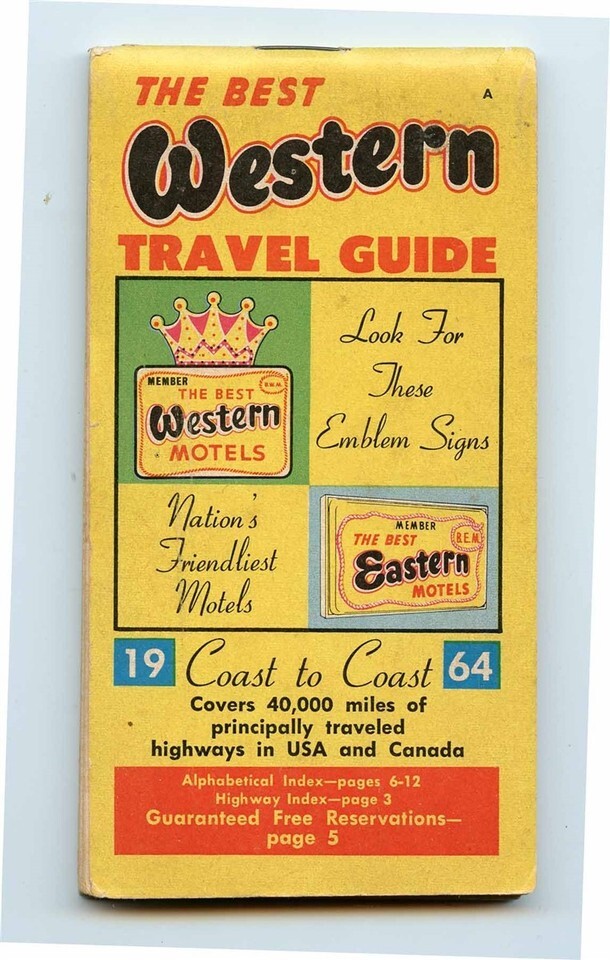 THE BEST
A
Western
TRAVEL GUIDE
MEMBER
B.W.M.
THE BEST
Western
MOTELS
Look For
These
Emblem Signs
Nation's
Friendliest
Motels
MEMBER
THE BEST
B.E.M.
Eastern
MOTELS
19 Coast to Coast 64
Covers 40,000 miles of
principally traveled
highways in USA and Canada
Alphabetical Index—pages 6-12
Highway Index—page 3
Guaranteed Free Reservations—
page 5